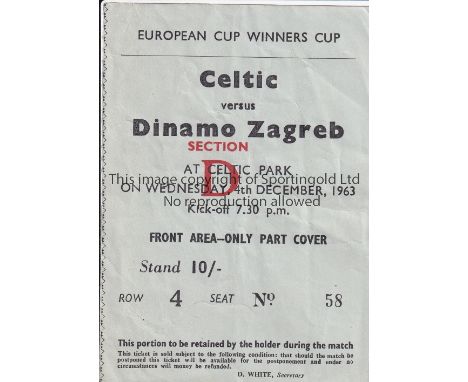 EUROPEAN CUP WINNERS CUP
Celtic
versus
Dinamo Zagreb
SECTION
D
AT CELTIC PARK
This image copyright of Sportingold Ltd
ON WEDNESDAY, 4th DECEMBER, 1963
No reproduction allowed
Kick-off 7.30 p.m.
FRONT AREA—ONLY PART COVER
Stand 10/-
ROW 4 SEAT No 58
This portion to be retained by the holder during the match
This ticket is sold subject to the following condition: that should the match be
postponed this ticket will be available for the postponement and under no
circumstances will money be refunded.
D. WHITE, Secretary